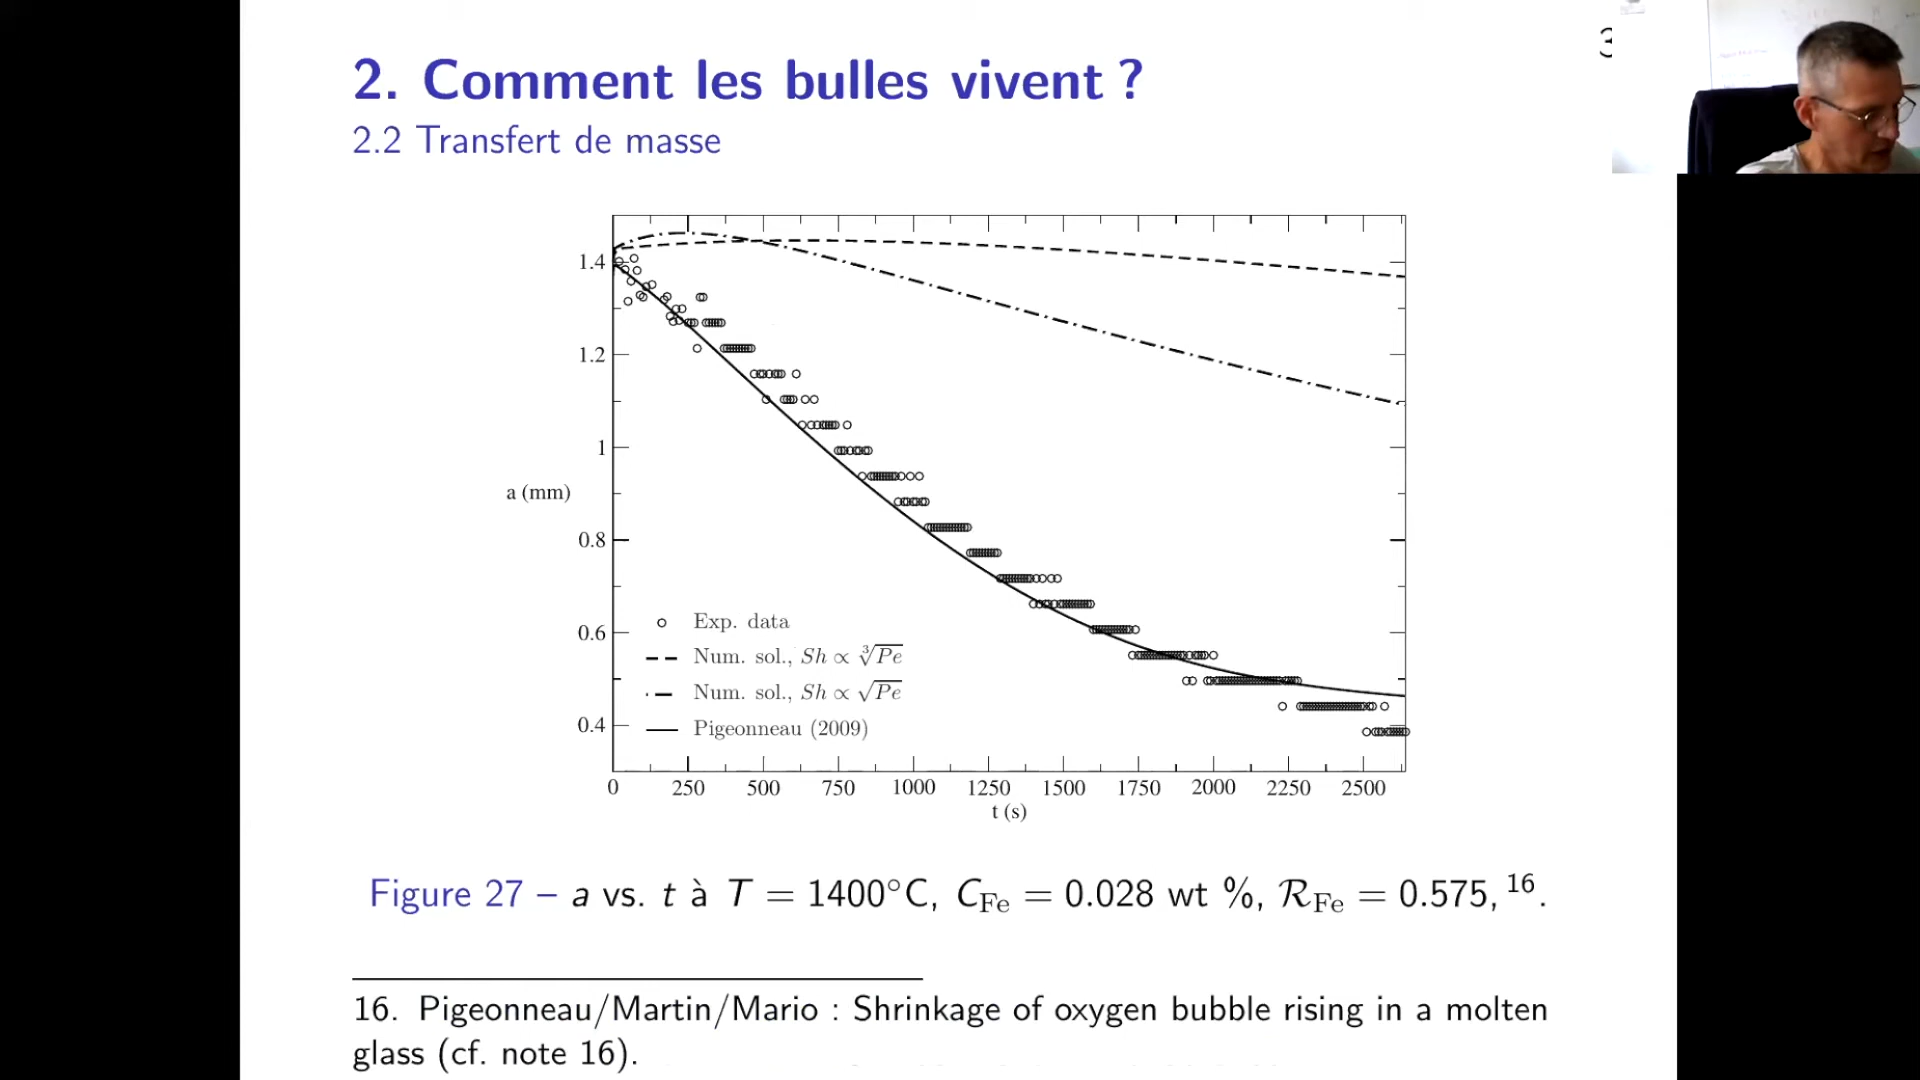 2. Comment les bulles vivent ?
2.2 Transfert de masse
3
1.4
1.2
1
a (mm)
0.8
0.6
0.4
Exp. data
Num. sol., Sh ∝ ∛Pe
Num. sol., Sh ∝ √Pe
Pigeonneau (2009)
0 250 500 750 1000 1250 1500 1750 2000 2250 2500
t (s)
Figure 27 – a vs. t à T = 1400°C, C_Fe = 0.028 wt %, R_Fe = 0.575, 16.
16. Pigeonneau/Martin/Mario : Shrinkage of oxygen bubble rising in a molten
glass (cf. note 16).